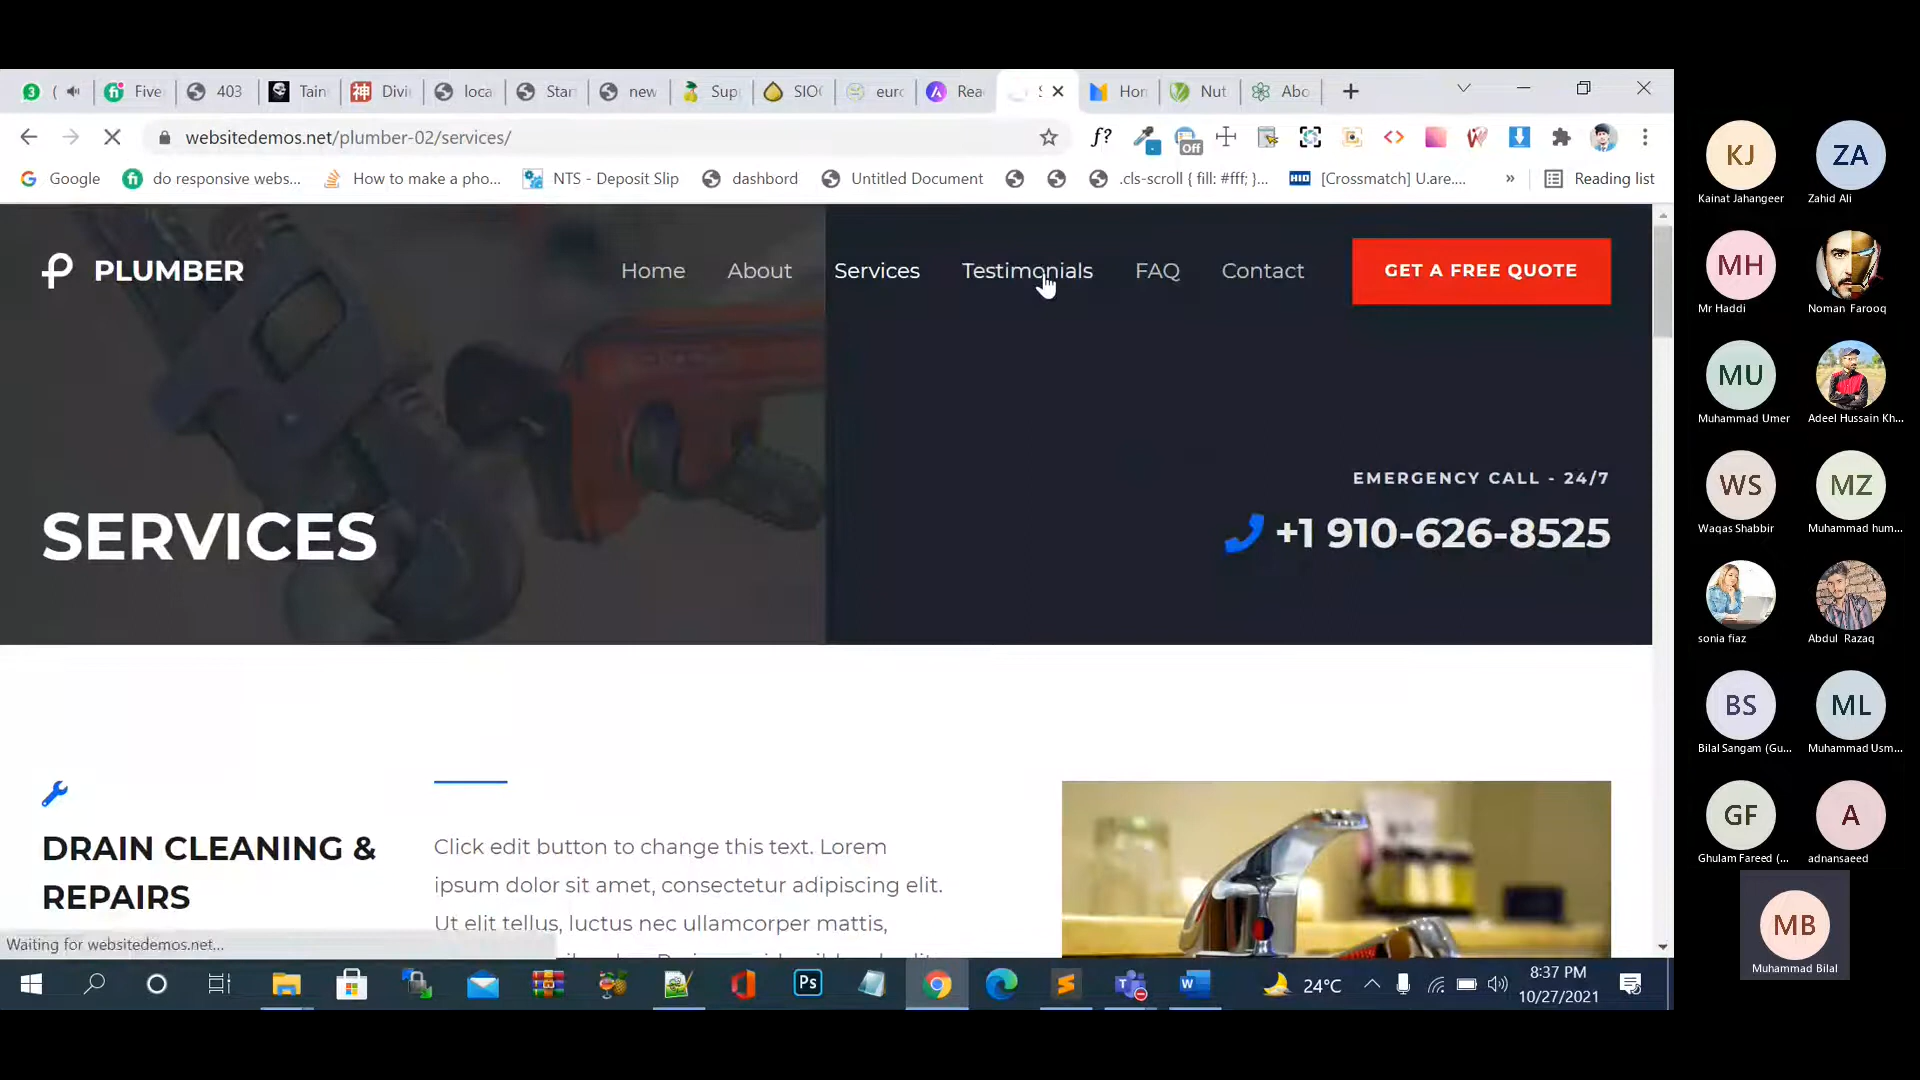 3 ( Five 403 Tain Divi loca Star new Sup SIO euro Rea S Hon Nut Abo
websitedemos.net/plumber-02/services/
f? Off
Google do responsive webs... How to make a pho... NTS - Deposit Slip dashbord Untitled Document .cls-scroll { fill: #fff; }... HID [Crossmatch] U.are.... » Reading list
PLUMBER Home About Services Testimonials FAQ Contact GET A FREE QUOTE
EMERGENCY CALL - 24/7
SERVICES +1 910-626-8525
DRAIN CLEANING &
REPAIRS
Click edit button to change this text. Lorem
ipsum dolor sit amet, consectetur adipiscing elit.
Ut elit tellus, luctus nec ullamcorper mattis,
Waiting for websitedemos.net...
Ps 24°C 8:37 PM
10/27/2021
KJ ZA
Kainat Jahangeer Zahid Ali
MH
Mr Haddi Noman Farooq
MU
Muhammad Umer Adeel Hussain Kh...
WS MZ
Waqas Shabbir Muhammad hum...
sonia fiaz Abdul Razaq
BS ML
Bilal Sangam (Gu... Muhammad Usm...
GF A
Ghulam Fareed (... adnansaeed
MB
Muhammad Bilal